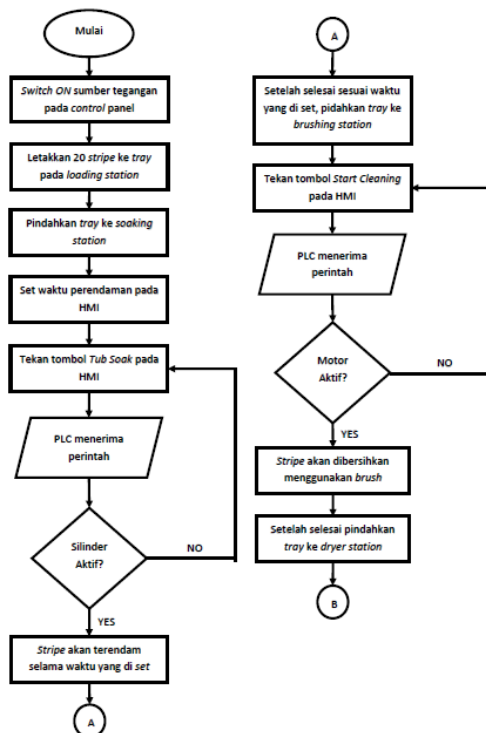 Mulai
Switch ON sumber tegangan
pada control panel
Letakkan 20 stripe ke tray
pada loading station
Pindahkan tray ke soaking
station
Set waktu perendaman pada
HMI
Tekan tombol Tub Soak pada
HMI
PLC menerima
perintah
Silinder
Aktif?
NO
YES
Stripe akan terendam
selama waktu yang di set
A
A
Setelah selesai sesuai waktu
yang di set, pidahkan tray ke
brushing station
Tekan tombol Start Cleaning
pada HMI
PLC menerima
perintah
Motor
Aktif?
NO
YES
Stripe akan dibersihkan
menggunakan brush
Setelah selesai pindahkan
tray ke dryer station
B